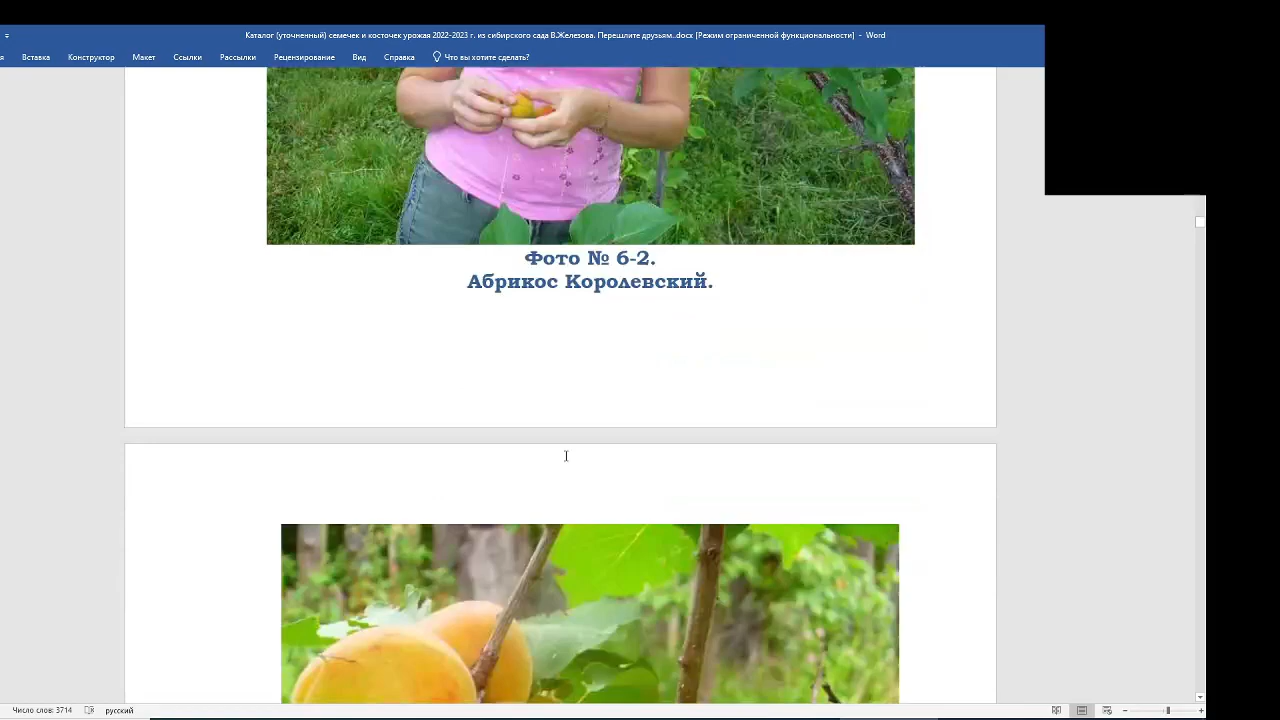 Каталог (уточненный) семечек и косточек урожая 2022-2023 г. из сибирского сада В.Железова. Перешлите друзьям..docx [Режим ограниченной функциональности] - Word
я Вставка Конструктор Макет Ссылки Рассылки Рецензирование Вид Справка Что вы хотите сделать?
Фото № 6-2.
Абрикос Королевский.
Число слов: 3714 русский